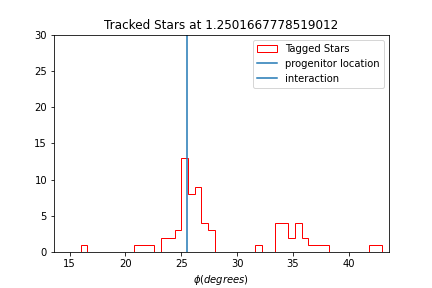 Tracked Stars at 1.2501667778519012
30
25
20
15
10
5
0
Tagged Stars
progenitor location
interaction
15 20 25 30 35 40
ϕ(degrees)